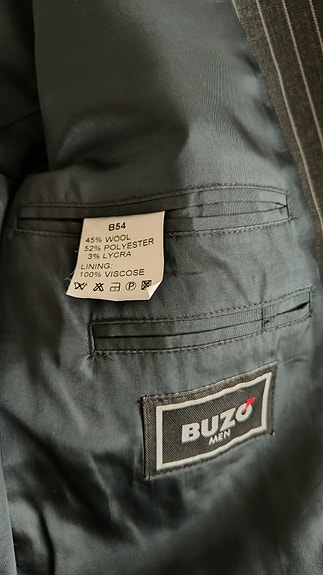 B54
45% WOOL
52% POLYESTER
3% LYCRA
LINING:
100% VISCOSE
P
BUZO
MEN